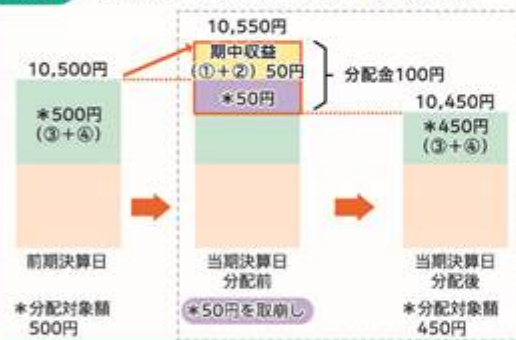 10,550円
期中収益
(①+②) 50円
*50円
分配金100円
10,500円
*500円
(③+④)
10,450円
*450円
(③+④)
前期決算日
当期決算日
分配前
当期決算日
分配後
*分配対象額
500円
*50円を取崩し
*分配対象額
450円